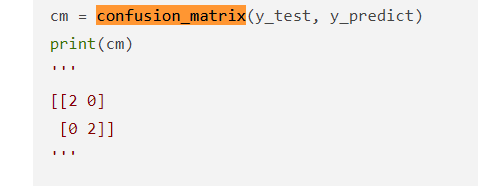 cm = confusion_matrix(y_test, y_predict)
print(cm)
'''
[[2 0]
 [0 2]]
'''